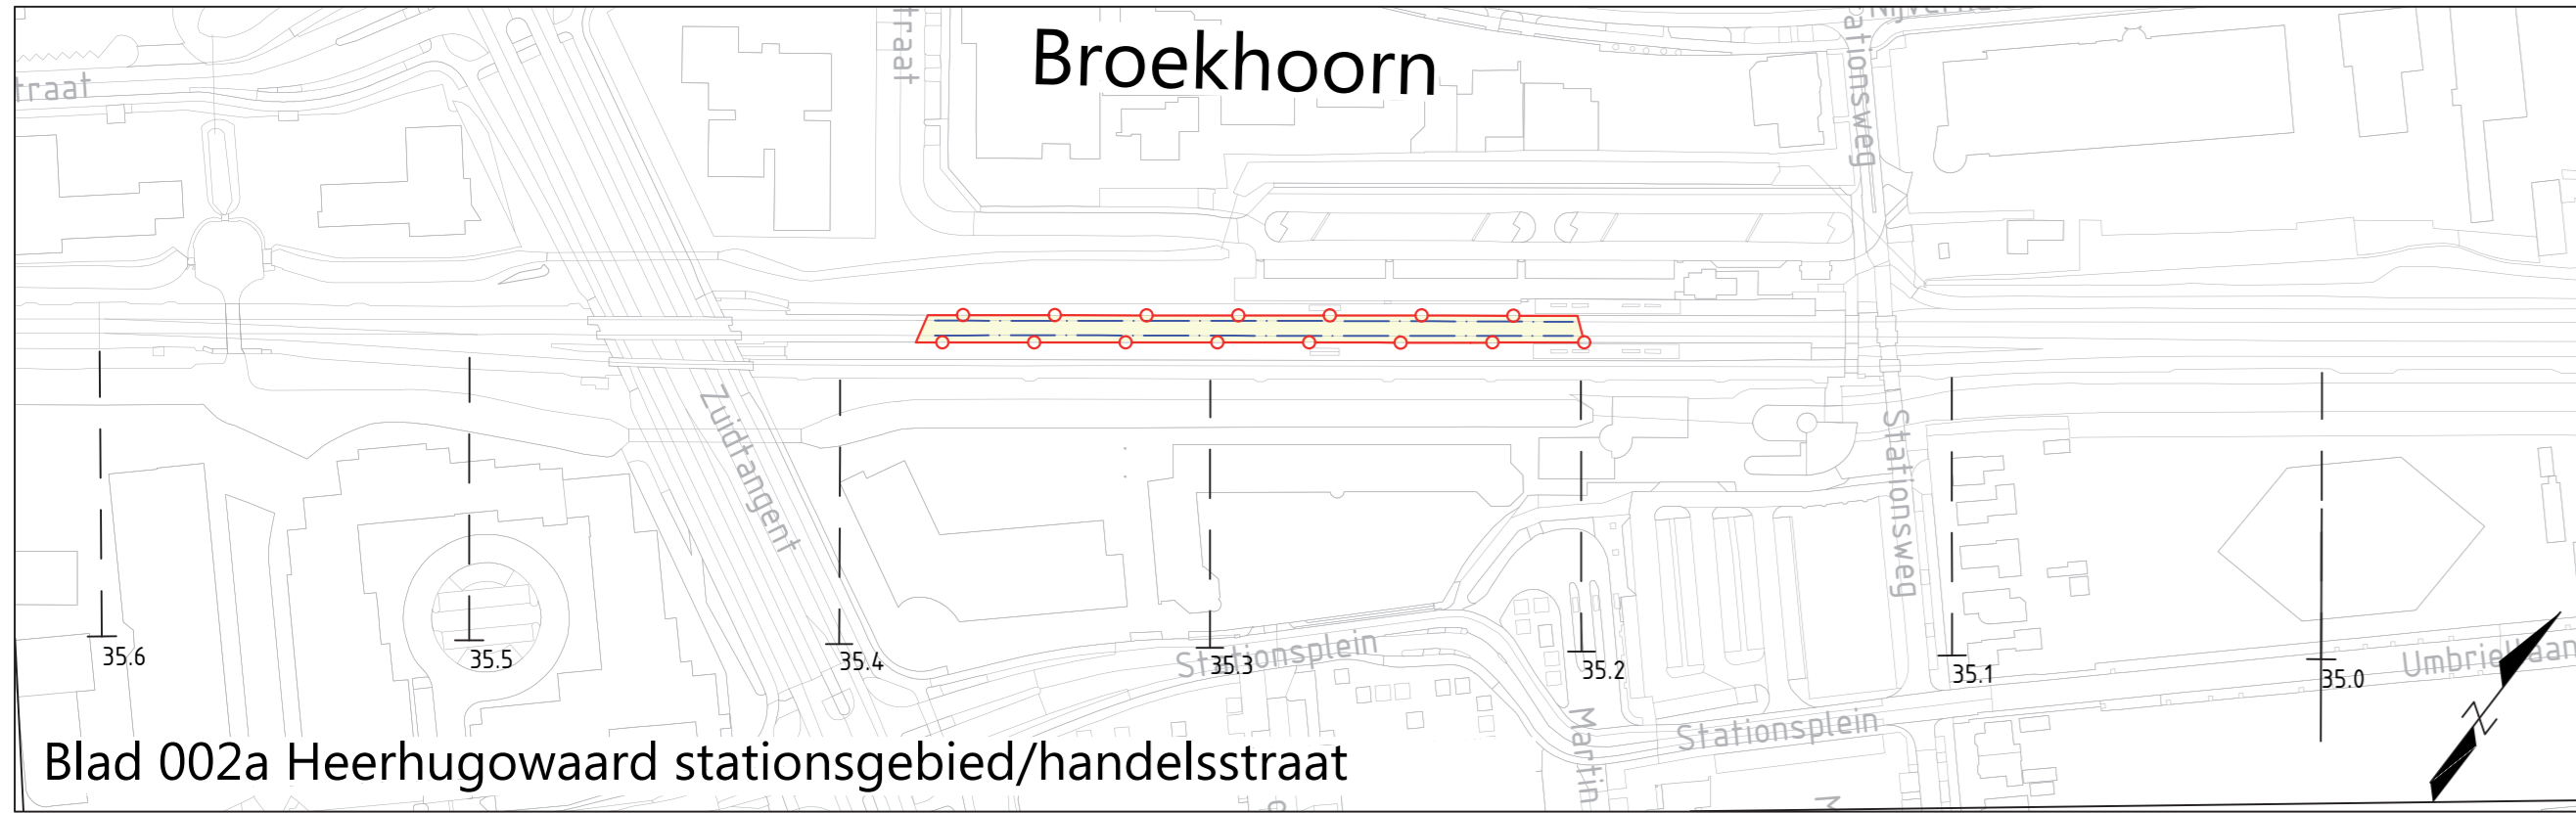 traat
traat
Broekhoorn
ationsweg
Zuidtangent
Stationsweg
35.6
35.5
35.4
Stationsplein
35.3
35.2
35.1
35.0
Umbriellaan
Martin
Stationsplein
Blad 002a Heerhugowaard stationsgebied/handelsstraat